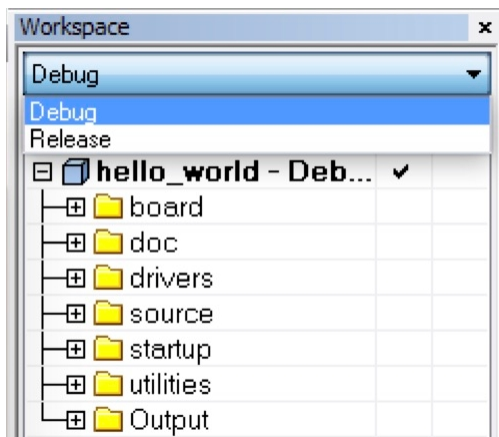 Workspace
Debug
Debug
Release
hello_world - Deb...
board
doc
drivers
source
startup
utilities
Output